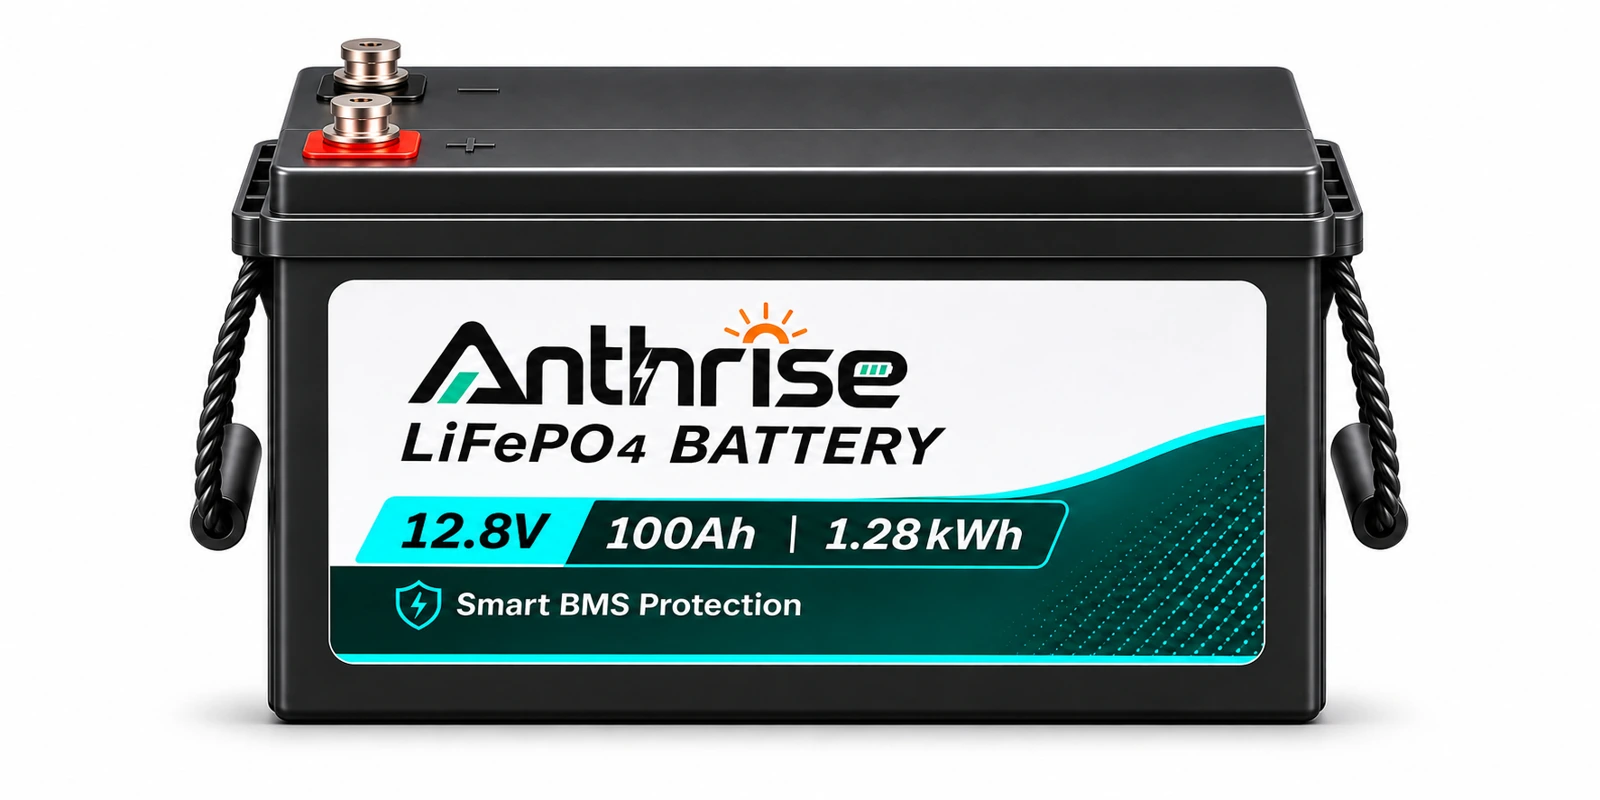 −
+
Anthrise
LiFePO4 BATTERY
12.8V 100Ah | 1.28kWh
Smart BMS Protection